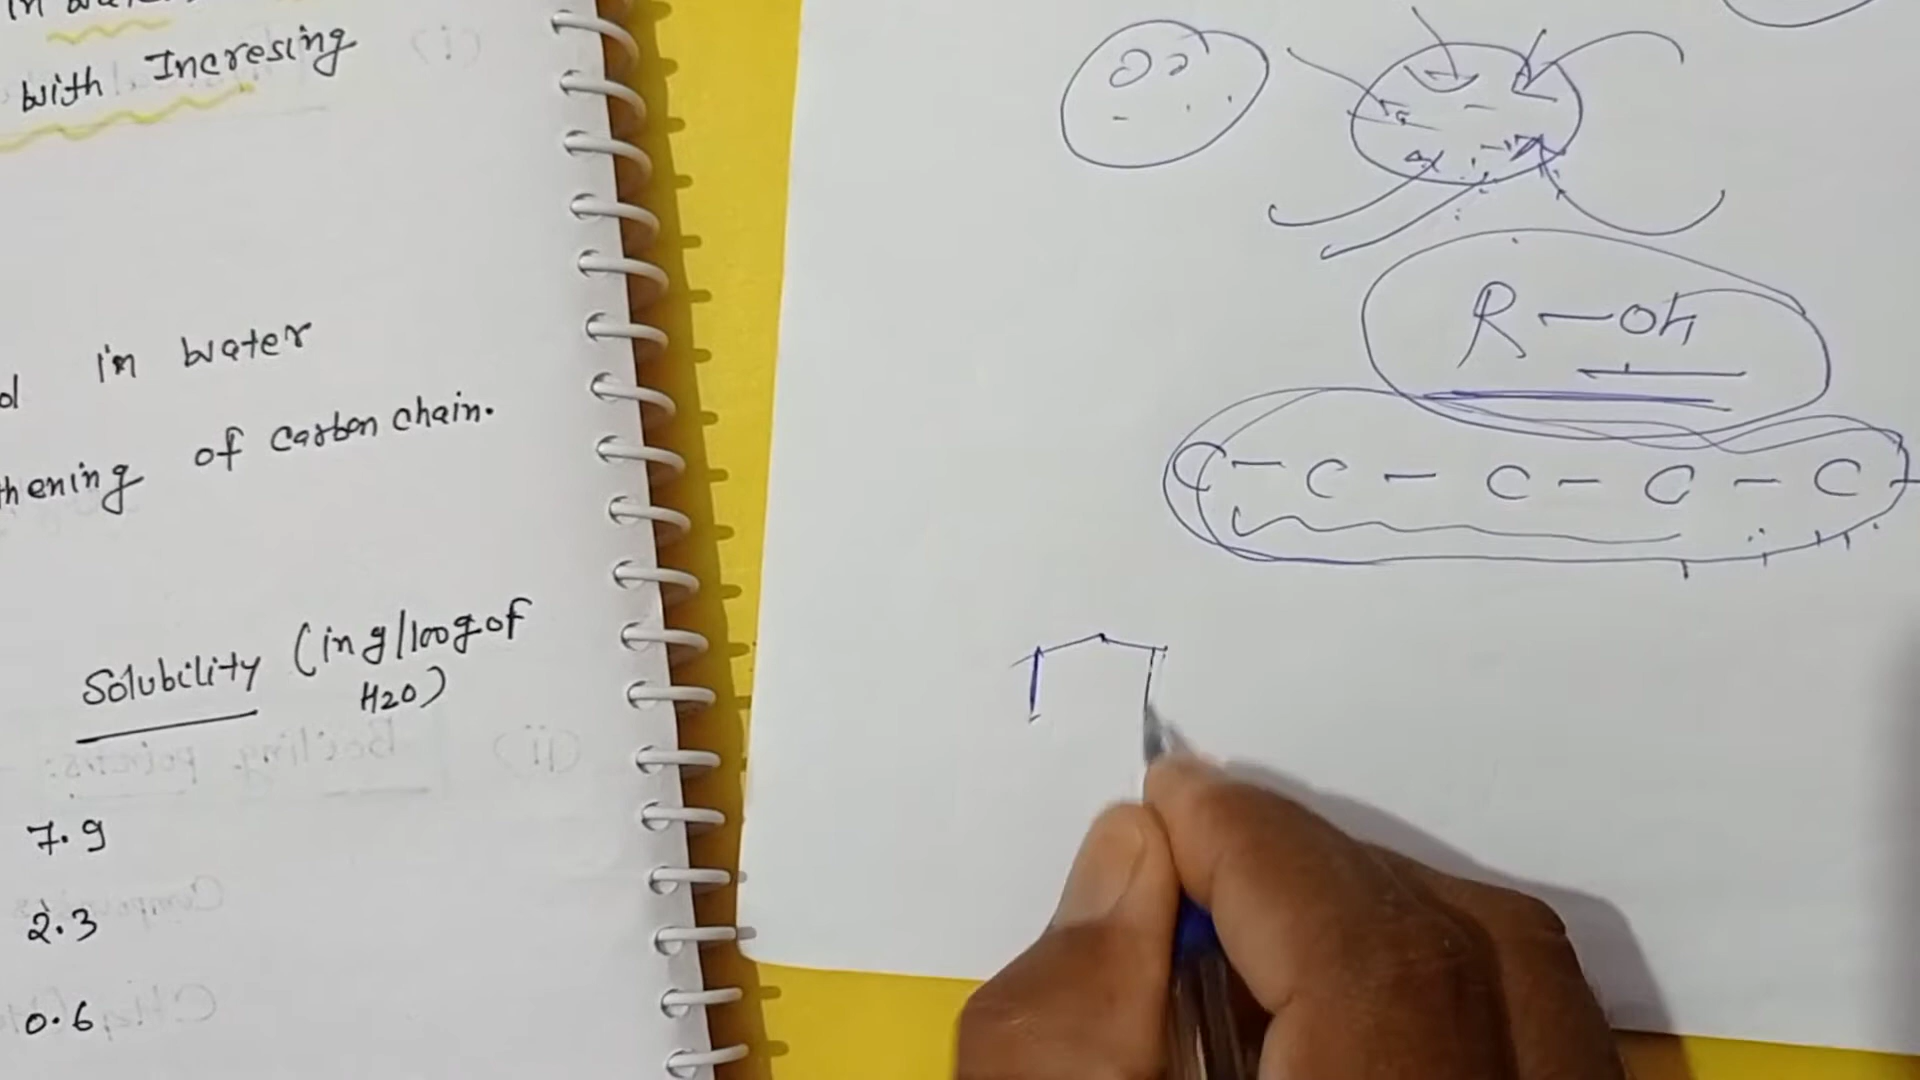 with Incresing
in water
of carbon chain.
Solubility (in g/100g of
H2O)
7.9
2.3
0.6
R-OH
C-C-C-C-C-